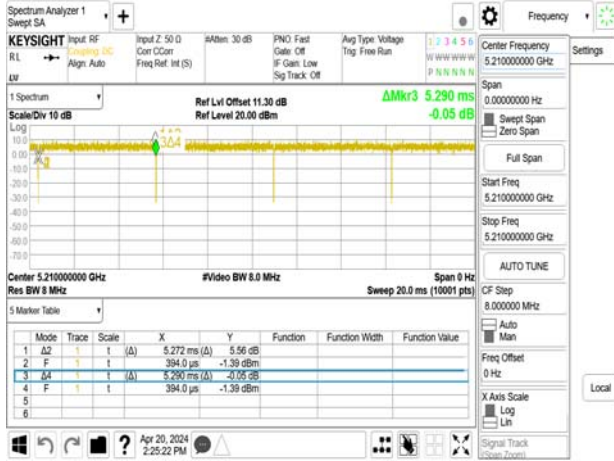 Spectrum Analyzer 1
Swept SA
+
Frequency
Settings
KEYSIGHT
RL
LV
Input: RF
Coupling: DC
Align: Auto
Input Z: 50 Ω
Corr CCorr
Freq Ref: Int (S)
#Atten: 30 dB
PNO: Fast
Gate: Off
IF Gain: Low
Sig Track: Off
Avg Type: Voltage
Trig: Free Run
1 2 3 4 5 6
W W W W W W
P N N N N N
1 Spectrum
Scale/Div 10 dB
Log
Ref Lvl Offset 11.30 dB
Ref Level 20.00 dBm
ΔMkr3 5.290 ms
-0.05 dB
10.0
0.00
-10.0
-20.0
-30.0
-40.0
-50.0
-60.0
-70.0
3Δ4
Center 5.210000000 GHz
Res BW 8 MHz
#Video BW 8.0 MHz
Span 0 Hz
Sweep 20.0 ms (10001 pts)
5 Marker Table
Mode Trace Scale X Y Function Function Width Function Value
1 Δ2 1 t (Δ) 5.272 ms (Δ) 5.56 dB
2 F 1 t 394.0 µs -1.39 dBm
3 Δ4 1 t (Δ) 5.290 ms (Δ) -0.05 dB
4 F 1 t 394.0 µs -1.39 dBm
5
6
Apr 20, 2024
2:25:22 PM
Center Frequency
5.210000000 GHz
Span
0.00000000 Hz
Swept Span
Zero Span
Full Span
Start Freq
5.210000000 GHz
Stop Freq
5.210000000 GHz
AUTO TUNE
CF Step
8.000000 MHz
Auto
Man
Freq Offset
0 Hz
X Axis Scale
Log
Lin
Signal Track
(Span Zoom)
Local